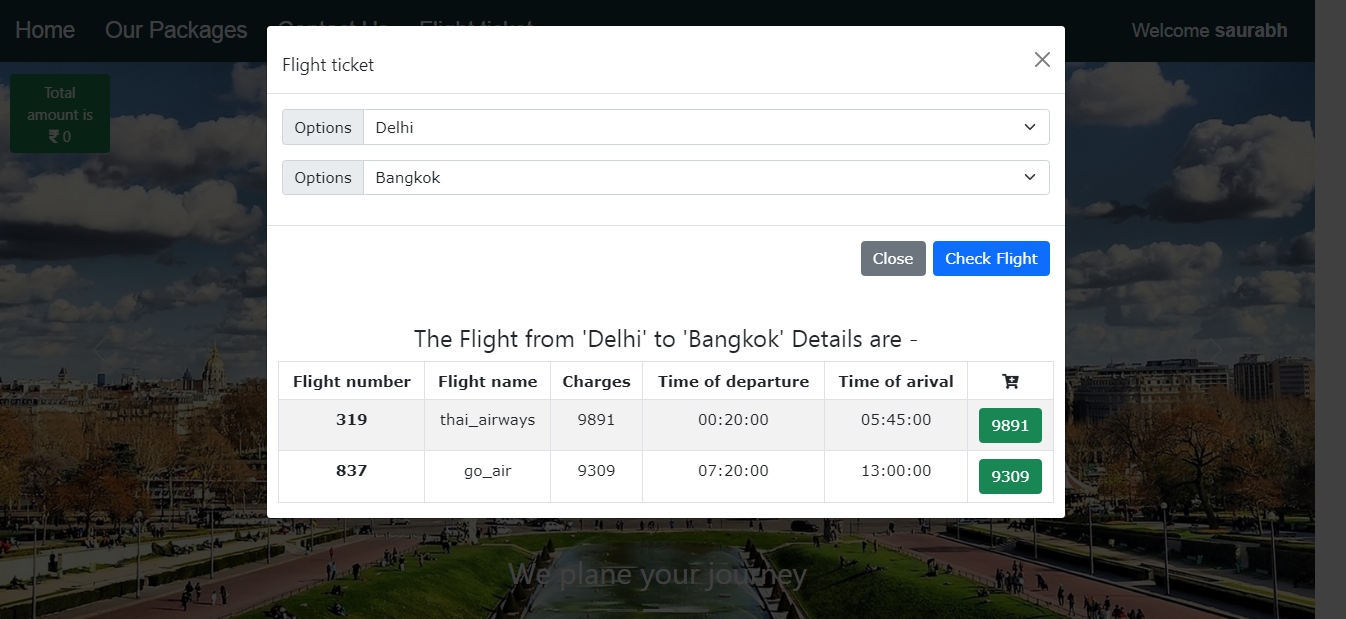 Home Our Packages Contact Us Flight ticket Welcome saurabh
Total
amount is
₹ 0
Flight ticket
Options Delhi
Options Bangkok
Close Check Flight
The Flight from 'Delhi' to 'Bangkok' Details are -
Flight number Flight name Charges Time of departure Time of arival
319 thai_airways 9891 00:20:00 05:45:00 9891
837 go_air 9309 07:20:00 13:00:00 9309
We plane your journey